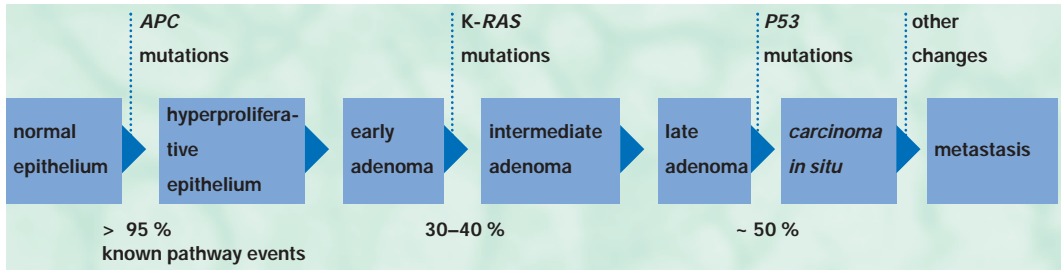 APC
mutations
K-RAS
mutations
P53
mutations
other
changes
normal
epithelium
hyperprolifera-
tive
epithelium
early
adenoma
intermediate
adenoma
late
adenoma
carcinoma
in situ
metastasis
> 95 %
known pathway events
30–40 %
~ 50 %